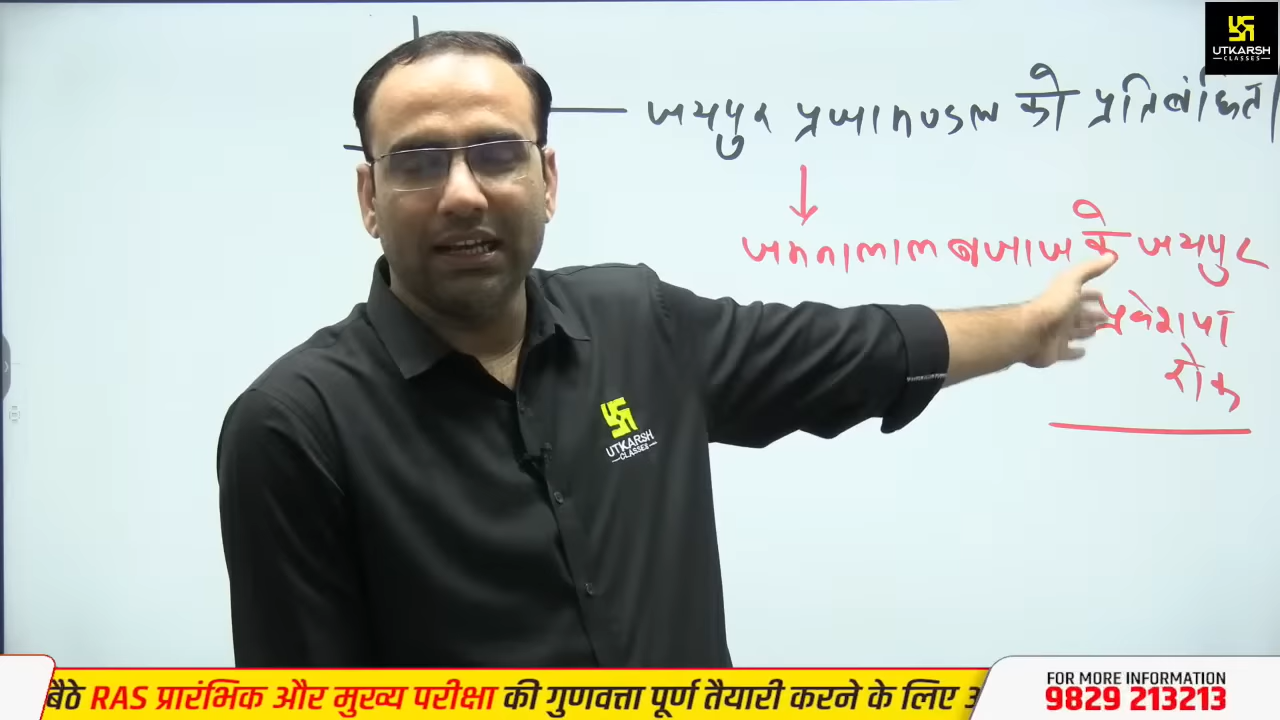 UTKARSH
CLASSES
जयपुर प्रजामण्डल को प्रतिबंधित
जमनालाल बजाज के जयपुर
प्रवेश पर
रोक
UTKARSH
CLASSES
बैठे RAS प्रारंभिक और मुख्य परीक्षा की गुणवत्ता पूर्ण तैयारी करने के लिए
FOR MORE INFORMATION
9829 213213